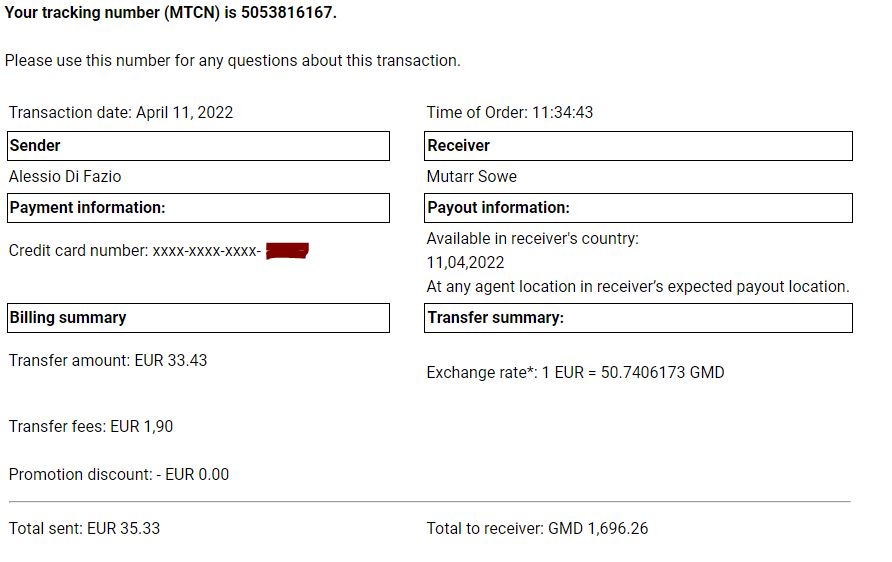 Your tracking number (MTCN) is 5053816167.
Please use this number for any questions about this transaction.
Transaction date: April 11, 2022
Time of Order: 11:34:43
Sender
Receiver
Alessio Di Fazio
Mutarr Sowe
Payment information:
Payout information:
Credit card number: xxxx-xxxx-xxxx-
Available in receiver's country:
11,04,2022
At any agent location in receiver's expected payout location.
Billing summary
Transfer summary:
Transfer amount: EUR 33.43
Exchange rate*: 1 EUR = 50.7406173 GMD
Transfer fees: EUR 1,90
Promotion discount: - EUR 0.00
Total sent: EUR 35.33
Total to receiver: GMD 1,696.26